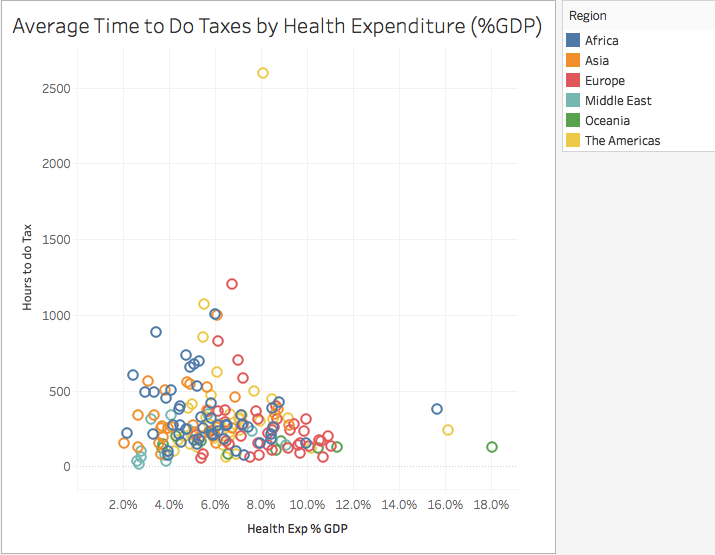 Average Time to Do Taxes by Health Expenditure (%GDP)
Region
Africa
Asia
Europe
Middle East
Oceania
The Americas
Hours to do Tax
2500
2000
1500
1000
500
0
2.0% 4.0% 6.0% 8.0% 10.0% 12.0% 14.0% 16.0% 18.0%
Health Exp % GDP